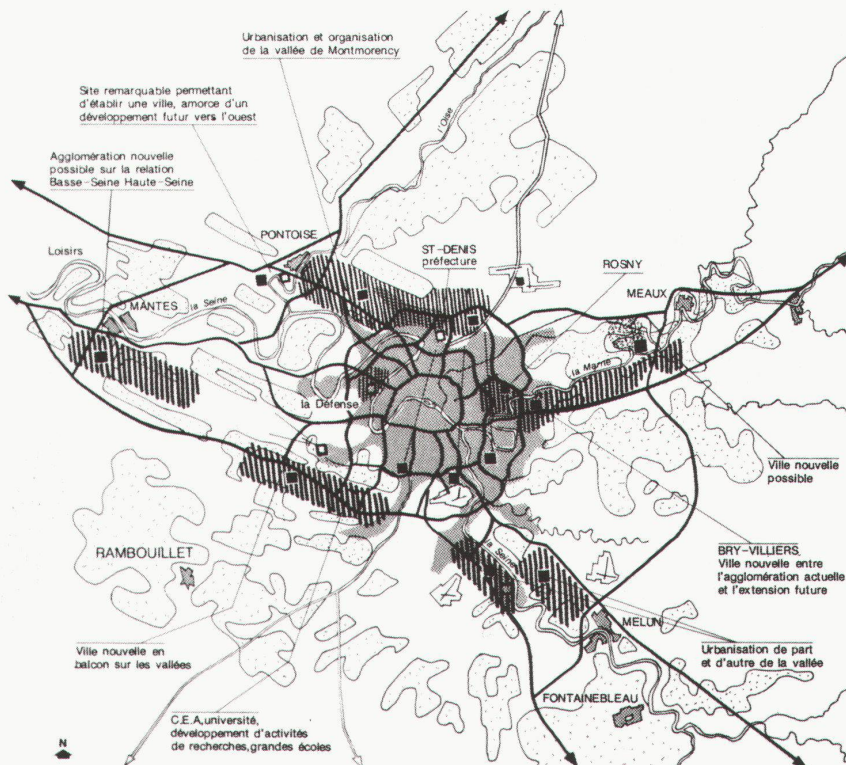 Urbanisation et organisation
de la vallée de Montmorency
Site remarquable permettant
d'établir une ville, amorce d'un
développement futur vers l'ouest
Agglomération nouvelle
possible sur la relation
Basse-Seine Haute-Seine
l'Oise
PONTOISE
ST-DENIS
préfecture
ROSNY
Loisirs
MEAUX
MANTES
la Seine
la Marne
la Défense
Ville nouvelle
possible
RAMBOUILLET
la Seine
BRY-VILLIERS
Ville nouvelle entre
l'agglomération actuelle
et l'extension future
MELUN
Ville nouvelle en
balcon sur les vallées
Urbanisation de part
et d'autre de la vallée
FONTAINEBLEAU
C.E.A,université,
développement d'activités
de recherches,grandes écoles
N